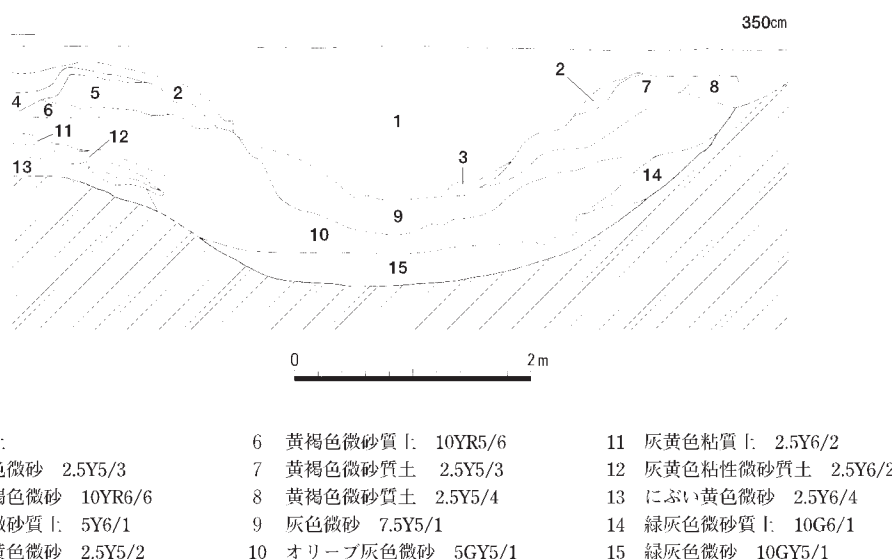 350cm
2
2 7 8
4 5
6 1
11 12
3
13 14
9
10
15
0 2m
土
色微砂 2.5Y5/3
褐色微砂 10YR6/6
微砂質土 5Y6/1
黄色微砂 2.5Y5/2
6 黄褐色微砂質土 10YR5/6
7 黄褐色微砂質土 2.5Y5/3
8 黄褐色微砂質土 2.5Y5/4
9 灰色微砂 7.5Y5/1
10 オリーブ灰色微砂 5GY5/1
11 灰黄色粘質土 2.5Y6/2
12 灰黄色粘性微砂質土 2.5Y6/2
13 にぶい黄色微砂 2.5Y6/4
14 緑灰色微砂質土 10G6/1
15 緑灰色微砂 10GY5/1